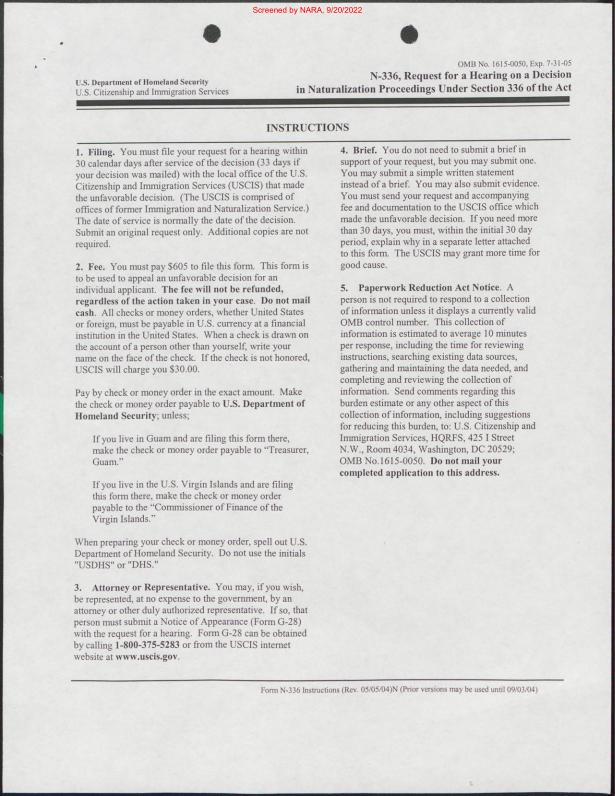 Screened by NARA, 9/20/2022
OMB No. 1615-0050, Exp. 7-31-05
U.S. Department of Homeland Security
U.S. Citizenship and Immigration Services
N-336, Request for a Hearing on a Decision
in Naturalization Proceedings Under Section 336 of the Act
INSTRUCTIONS
1. Filing. You must file your request for a hearing within
30 calendar days after service of the decision (33 days if
your decision was mailed) with the local office of the U.S.
Citizenship and Immigration Services (USCIS) that made
the unfavorable decision. (The USCIS is comprised of
offices of former Immigration and Naturalization Service.)
The date of service is normally the date of the decision.
Submit an original request only. Additional copies are not
required.
2. Fee. You must pay $605 to file this form. This form is
to be used to appeal an unfavorable decision for an
individual applicant. The fee will not be refunded,
regardless of the action taken in your case. Do not mail
cash. All checks or money orders, whether United States
or foreign, must be payable in U.S. currency at a financial
institution in the United States. When a check is drawn on
the account of a person other than yourself, write your
name on the face of the check. If the check is not honored,
USCIS will charge you $30.00.
Pay by check or money order in the exact amount. Make
the check or money order payable to U.S. Department of
Homeland Security; unless;
If you live in Guam and are filing this form there,
make the check or money order payable to "Treasurer,
Guam."
If you live in the U.S. Virgin Islands and are filing
this form there, make the check or money order
payable to the "Commissioner of Finance of the
Virgin Islands."
When preparing your check or money order, spell out U.S.
Department of Homeland Security. Do not use the initials
"USDHS" or "DHS."
3. Attorney or Representative. You may, if you wish,
be represented, at no expense to the government, by an
attorney or other duly authorized representative. If so, that
person must submit a Notice of Appearance (Form G-28)
with the request for a hearing. Form G-28 can be obtained
by calling 1-800-375-5283 or from the USCIS internet
website at www.uscis.gov.
4. Brief. You do not need to submit a brief in
support of your request, but you may submit one.
You may submit a simple written statement
instead of a brief. You may also submit evidence.
You must send your request and accompanying
fee and documentation to the USCIS office which
made the unfavorable decision. If you need more
than 30 days, you must, within the initial 30 day
period, explain why in a separate letter attached
to this form. The USCIS may grant more time for
good cause.
5. Paperwork Reduction Act Notice. A
person is not required to respond to a collection
of information unless it displays a currently valid
OMB control number. This collection of
information is estimated to average 10 minutes
per response, including the time for reviewing
instructions, searching existing data sources,
gathering and maintaining the data needed, and
completing and reviewing the collection of
information. Send comments regarding this
burden estimate or any other aspect of this
collection of information, including suggestions
for reducing this burden, to: U.S. Citizenship and
Immigration Services, HQRFS, 425 I Street
N.W., Room 4034, Washington, DC 20529;
OMB No.1615-0050. Do not mail your
completed application to this address.
Form N-336 Instructions (Rev. 05/05/04)N (Prior versions may be used until 09/03/04)